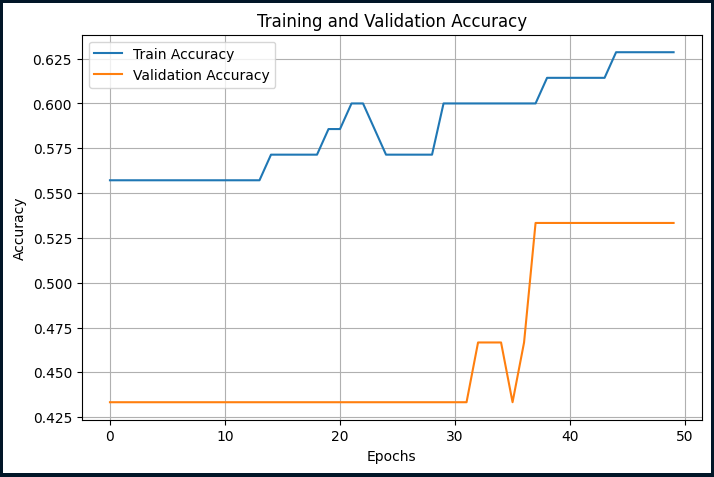 Training and Validation Accuracy
Train Accuracy
Validation Accuracy
Accuracy
0.625
0.600
0.575
0.550
0.525
0.500
0.475
0.450
0.425
0 10 20 30 40 50
Epochs